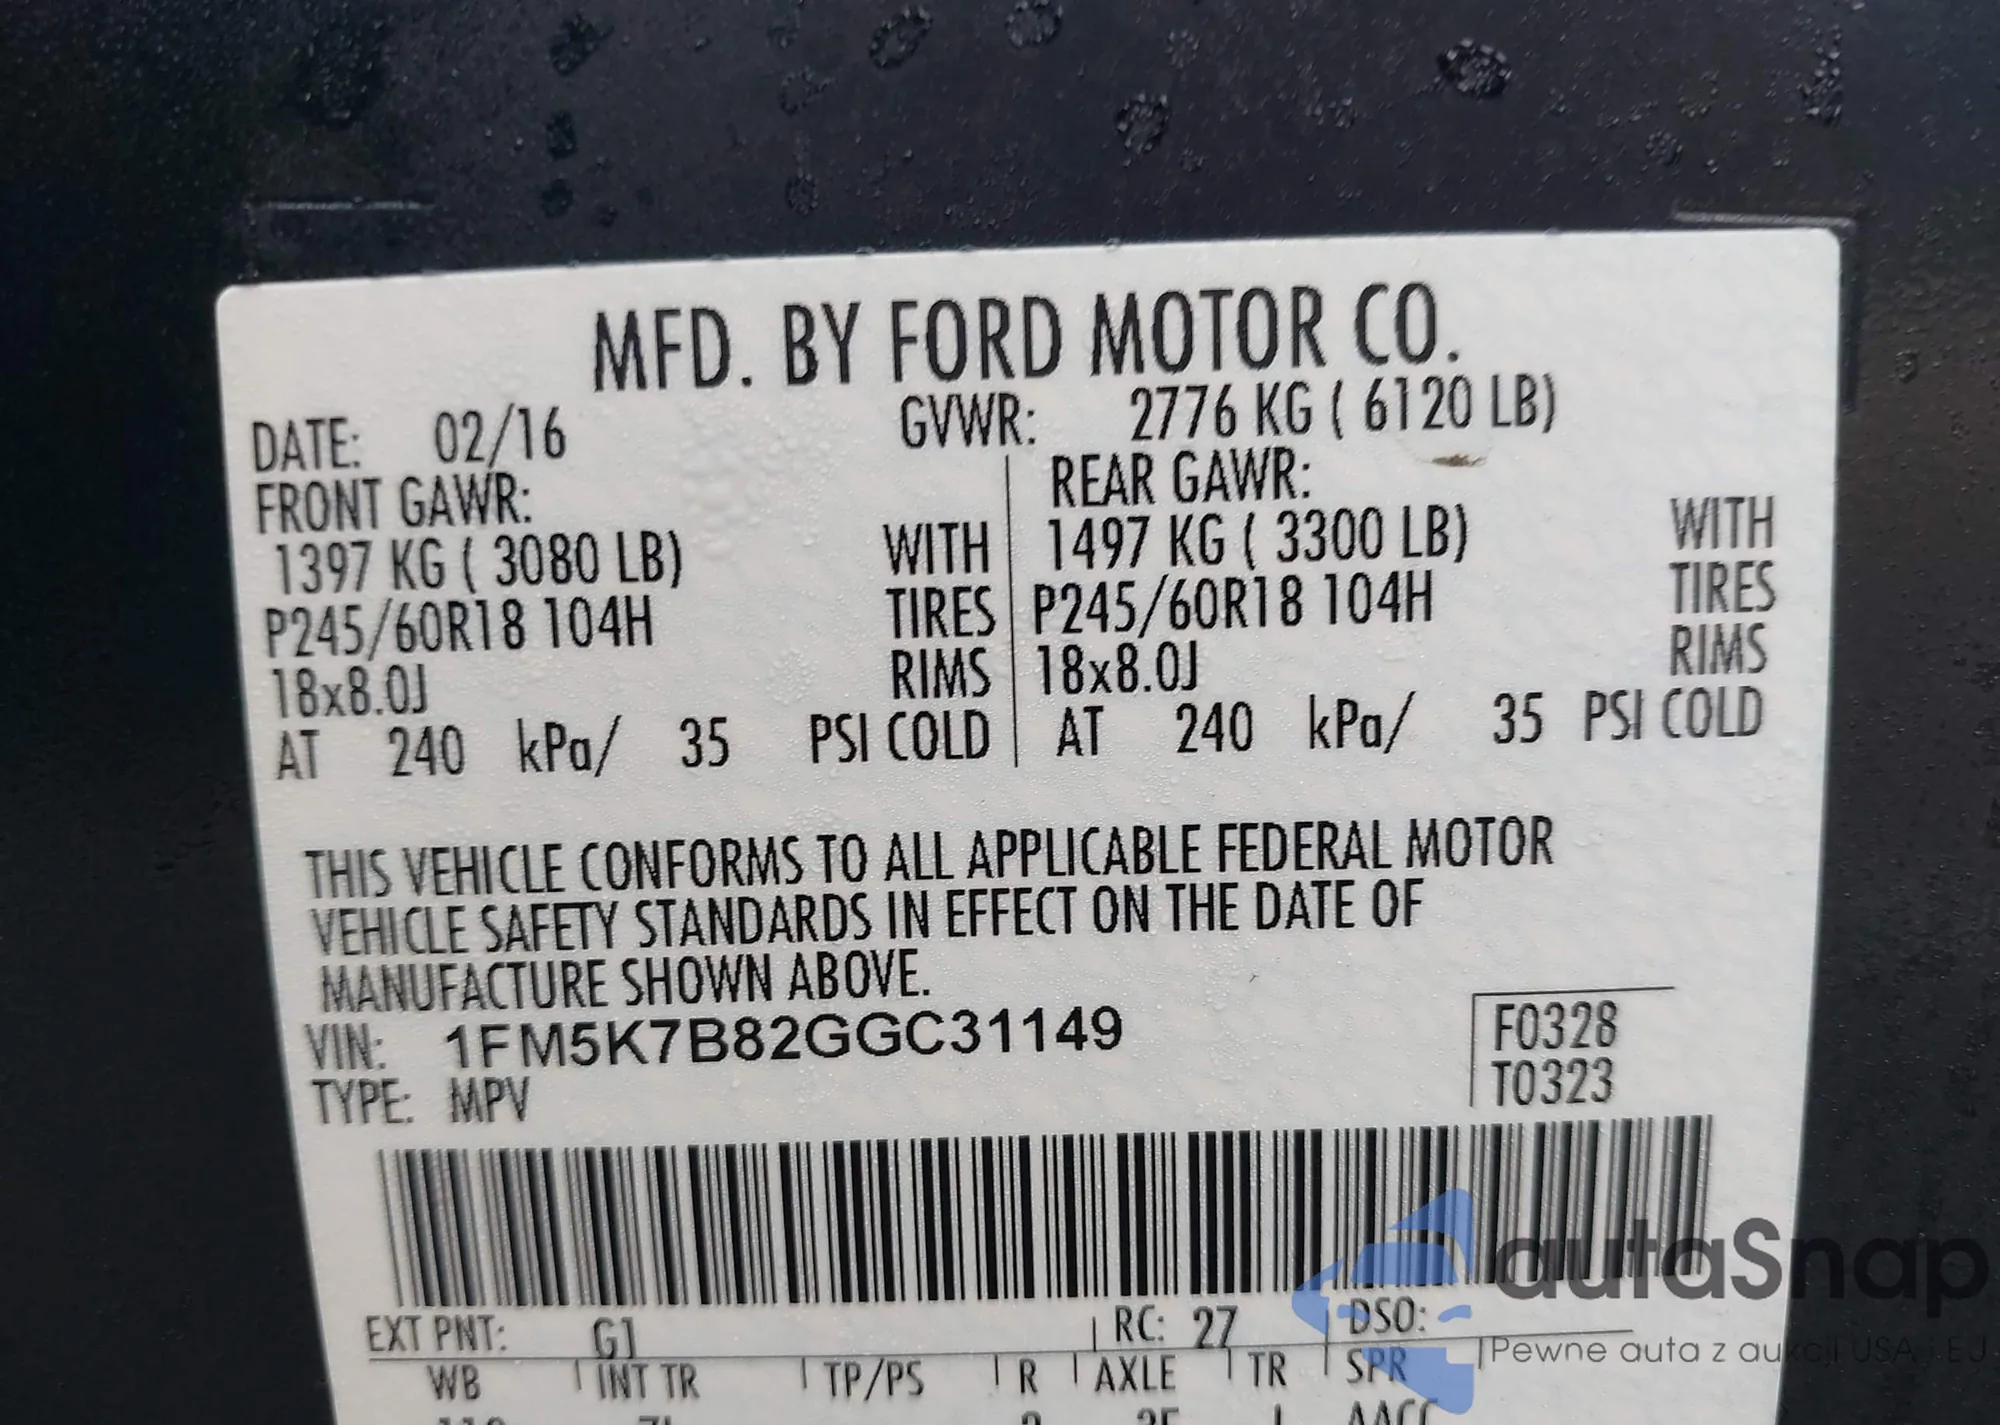 MFD. BY FORD MOTOR CO.
DATE: 02/16 GVWR: 2776 KG ( 6120 LB)
FRONT GAWR: REAR GAWR:
1397 KG ( 3080 LB) WITH 1497 KG ( 3300 LB) WITH
P245/60R18 104H TIRES P245/60R18 104H TIRES
18x8.0J RIMS 18x8.0J RIMS
AT 240 kPa/ 35 PSI COLD AT 240 kPa/ 35 PSI COLD
THIS VEHICLE CONFORMS TO ALL APPLICABLE FEDERAL MOTOR
VEHICLE SAFETY STANDARDS IN EFFECT ON THE DATE OF
MANUFACTURE SHOWN ABOVE.
VIN: 1FM5K7B82GGC31149 F0328
TYPE: MPV T0323
autaSnap
EXT PNT: G1 RC: 27 DSO:
Pewne auta z aukcji USA i EU
WB INT TR TP/PS R AXLE TR SPR